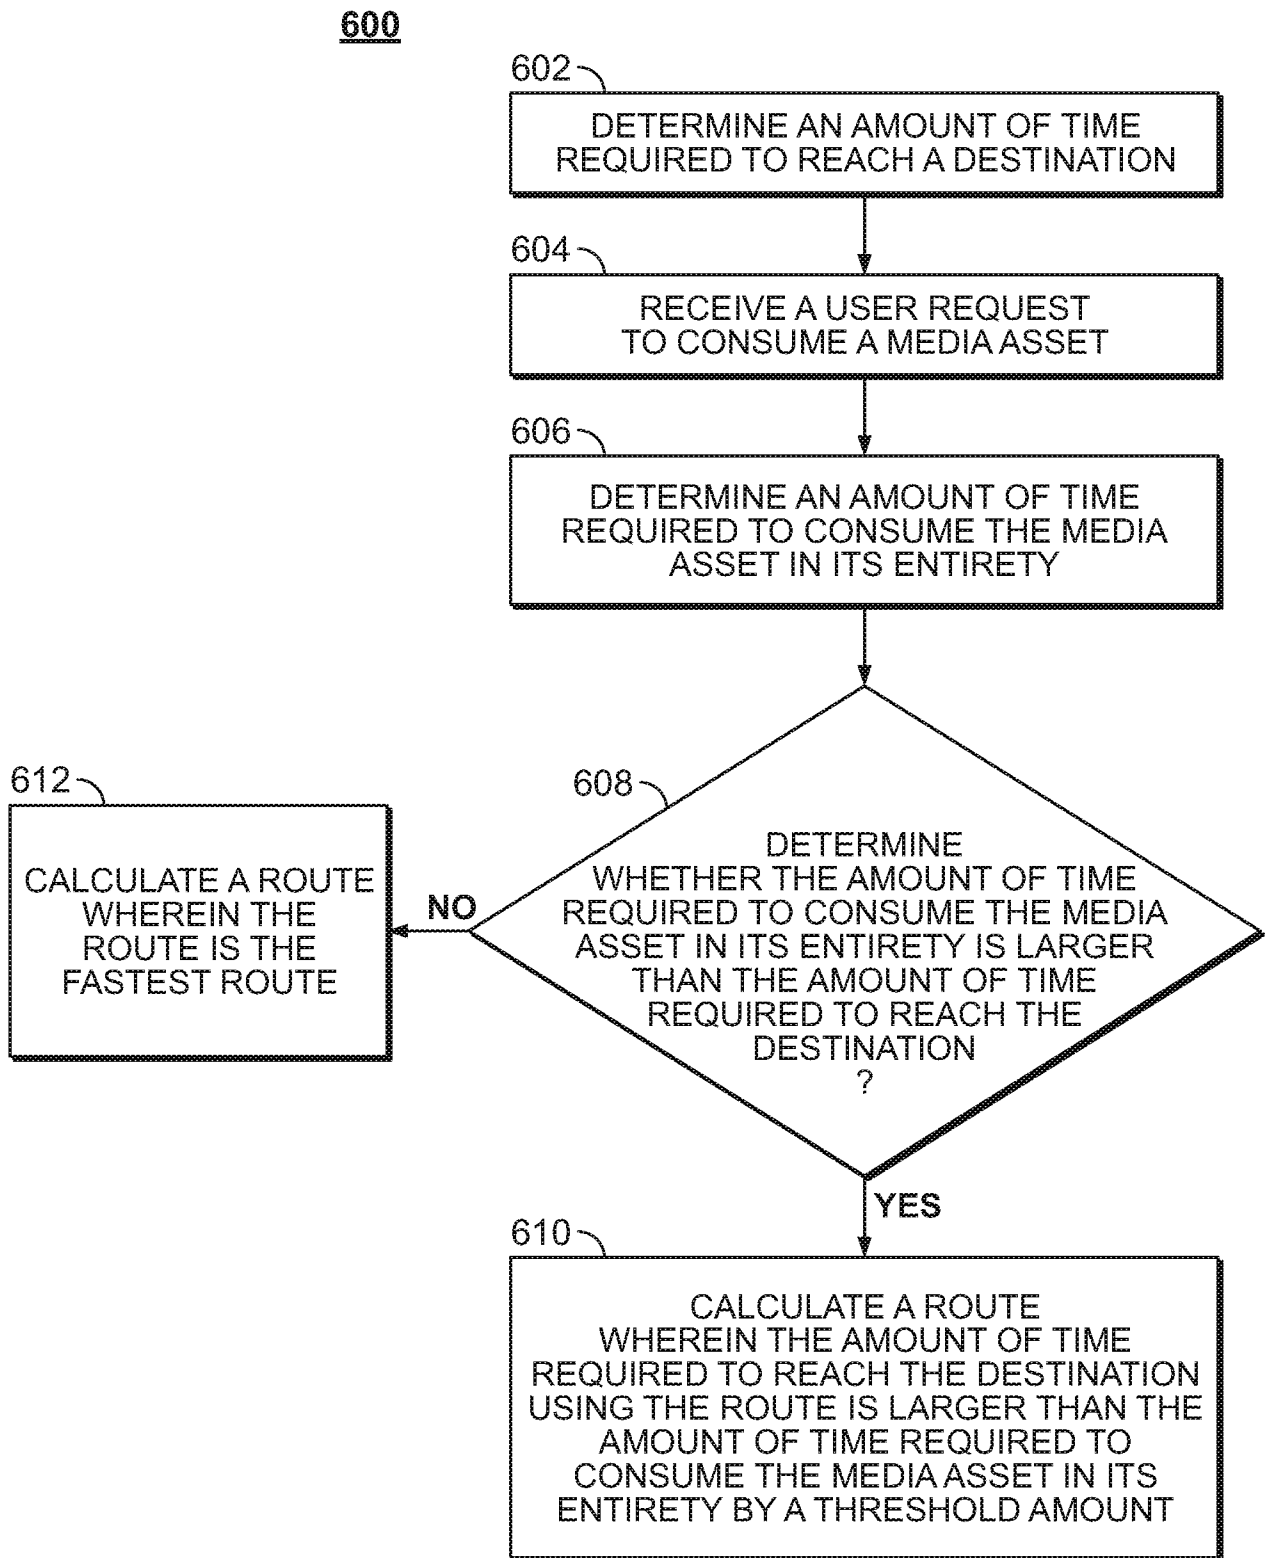 600
602
DETERMINE AN AMOUNT OF TIME
REQUIRED TO REACH A DESTINATION
604
RECEIVE A USER REQUEST
TO CONSUME A MEDIA ASSET
606
DETERMINE AN AMOUNT OF TIME
REQUIRED TO CONSUME THE MEDIA
ASSET IN ITS ENTIRETY
608
DETERMINE
WHETHER THE AMOUNT OF TIME
REQUIRED TO CONSUME THE MEDIA
ASSET IN ITS ENTIRETY IS LARGER
THAN THE AMOUNT OF TIME
REQUIRED TO REACH THE
DESTINATION
?
NO
612
CALCULATE A ROUTE
WHEREIN THE
ROUTE IS THE
FASTEST ROUTE
YES
610
CALCULATE A ROUTE
WHEREIN THE AMOUNT OF TIME
REQUIRED TO REACH THE DESTINATION
USING THE ROUTE IS LARGER THAN THE
AMOUNT OF TIME REQUIRED TO
CONSUME THE MEDIA ASSET IN ITS
ENTIRETY BY A THRESHOLD AMOUNT